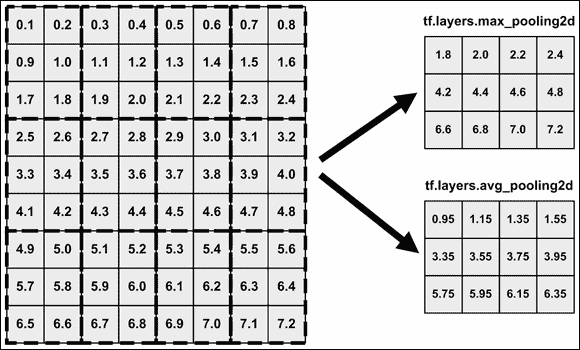 0.1 0.2 0.3 0.4 0.5 0.6 0.7 0.8
0.9 1.0 1.1 1.2 1.3 1.4 1.5 1.6
1.7 1.8 1.9 2.0 2.1 2.2 2.3 2.4
2.5 2.6 2.7 2.8 2.9 3.0 3.1 3.2
3.3 3.4 3.5 3.6 3.7 3.8 3.9 4.0
4.1 4.2 4.3 4.4 4.5 4.6 4.7 4.8
4.9 5.0 5.1 5.2 5.3 5.4 5.5 5.6
5.7 5.8 5.9 6.0 6.1 6.2 6.3 6.4
6.5 6.6 6.7 6.8 6.9 7.0 7.1 7.2
tf.layers.max_pooling2d
1.8 2.0 2.2 2.4
4.2 4.4 4.6 4.8
6.6 6.8 7.0 7.2
tf.layers.avg_pooling2d
0.95 1.15 1.35 1.55
3.35 3.55 3.75 3.95
5.75 5.95 6.15 6.35